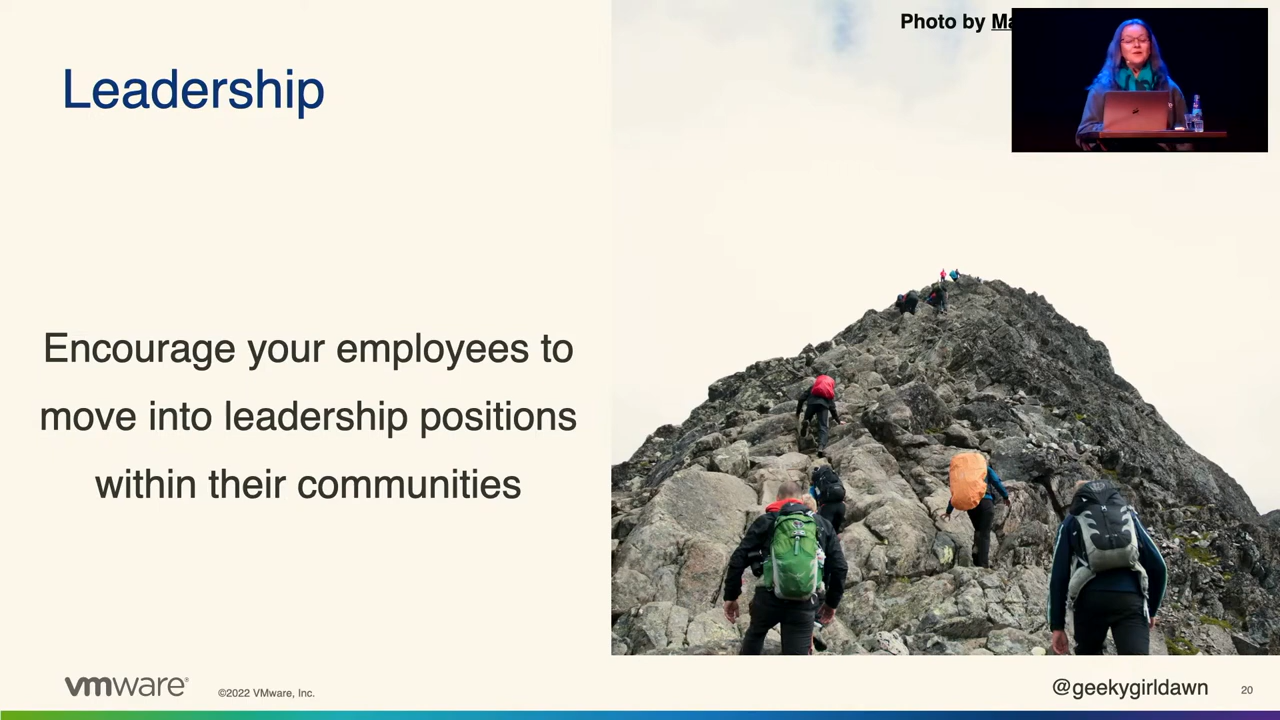 Photo by
Leadership
Encourage your employees to
move into leadership positions
within their communities
vmware®
©2022 VMware, Inc.
@geekygirldawn
20